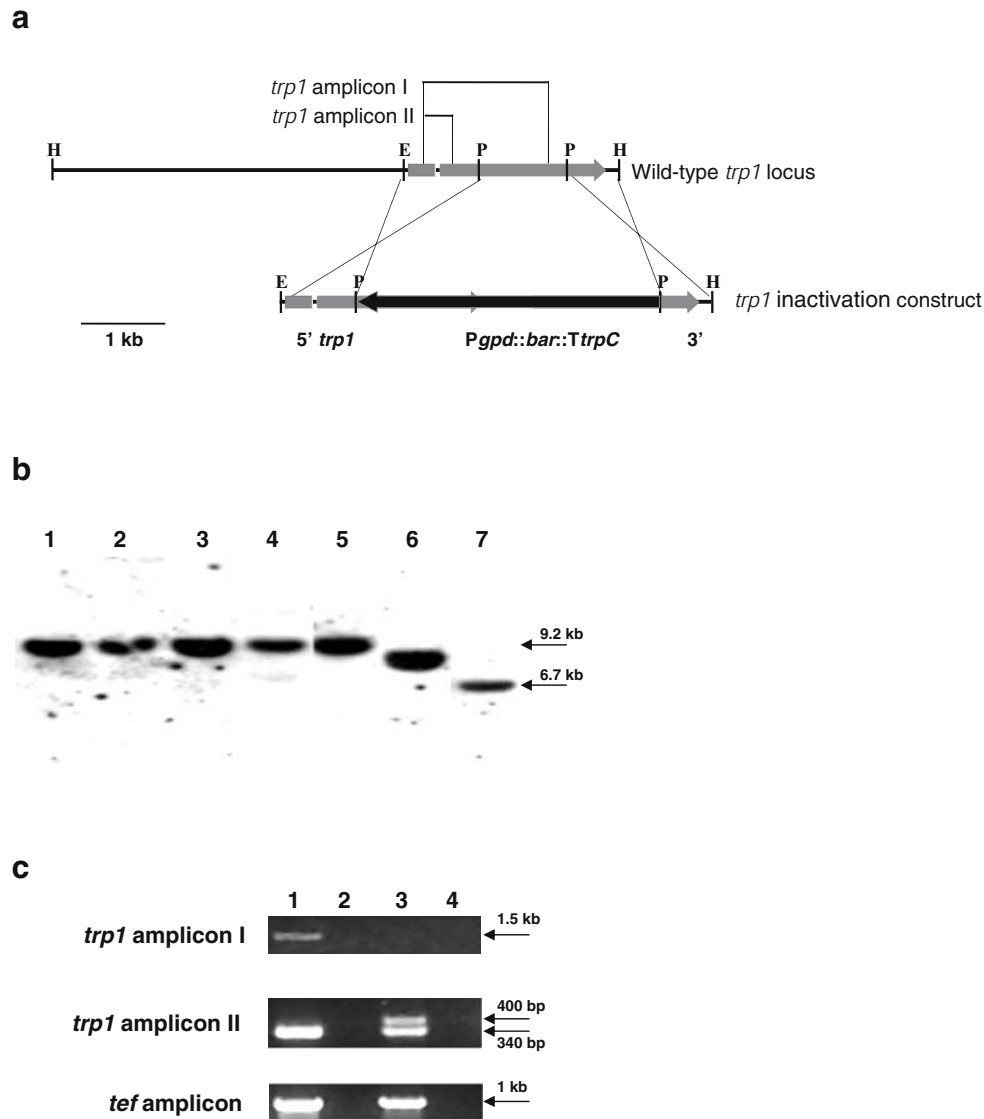 a
trp1 amplicon I
trp1 amplicon II
H E P P H
Wild-type trp1 locus
E P P H
trp1 inactivation construct
1 kb
5' trp1 Pgpd::bar::TtrpC 3'
b
1 2 3 4 5 6 7
9.2 kb
6.7 kb
c
1 2 3 4
trp1 amplicon I
1.5 kb
trp1 amplicon II
400 bp
340 bp
tef amplicon
1 kb